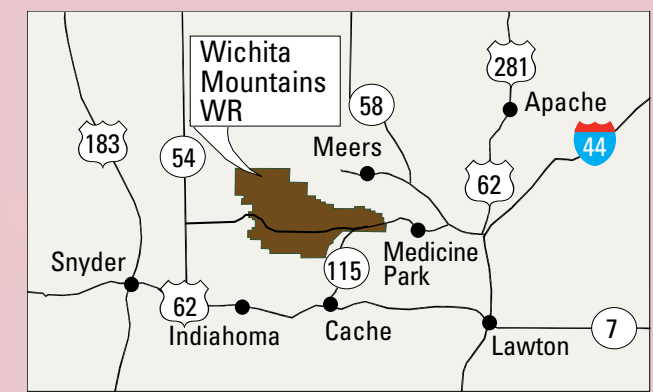 Wichita
Mountains
WR
281
58
Apache
183
44
54
Meers
62
Medicine
Park
Snyder
115
62
Indiahoma
Cache
7
Lawton